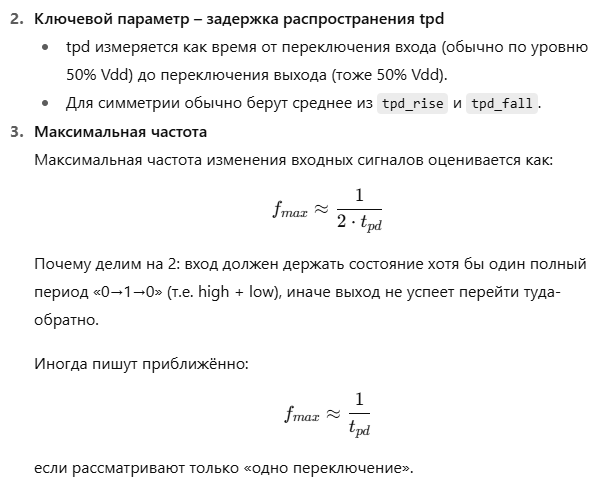 2. Ключевой параметр – задержка распространения tpd
• tpd измеряется как время от переключения входа (обычно по уровню
50% Vdd) до переключения выхода (тоже 50% Vdd).
• Для симметрии обычно берут среднее из tpd_rise и tpd_fall.
3. Максимальная частота
Максимальная частота изменения входных сигналов оценивается как:
f_{max} ≈ \frac{1}{2 · t_{pd}}
Почему делим на 2: вход должен держать состояние хотя бы один полный
период «0→1→0» (т.е. high + low), иначе выход не успеет перейти туда-
обратно.
Иногда пишут приближённо:
f_{max} ≈ \frac{1}{t_{pd}}
если рассматривают только «одно переключение».